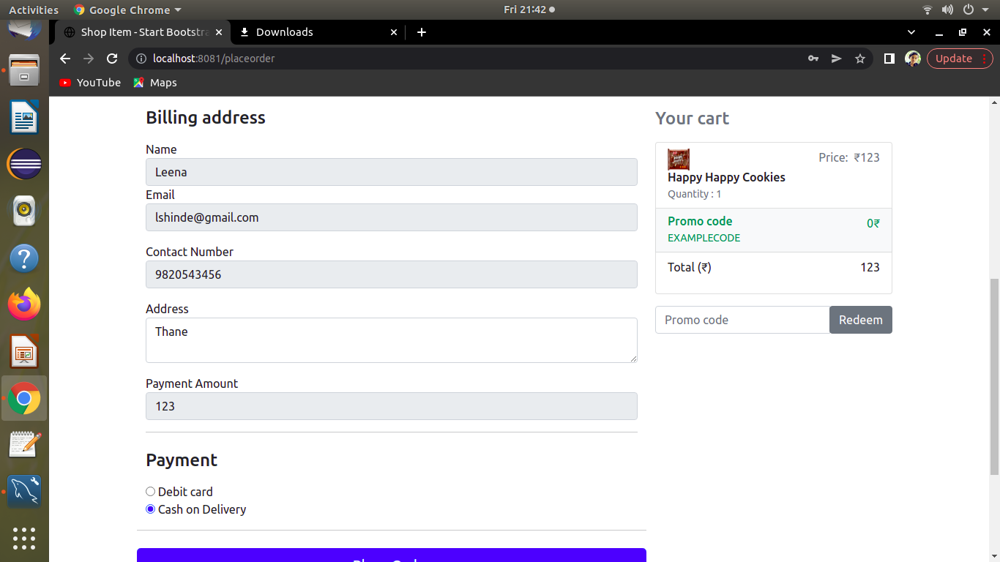 Activities
Google Chrome
Fri 21:42
Shop Item - Start Bootstra
Downloads
localhost:8081/placeorder
Update
YouTube
Maps
Billing address
Name
Leena
Email
lshinde@gmail.com
Contact Number
9820543456
Address
Thane
Payment Amount
123
Payment
Debit card
Cash on Delivery
Your cart
Price: ₹123
Happy Happy Cookies
Quantity : 1
Promo code
0₹
EXAMPLECODE
Total (₹)
123
Promo code
Redeem